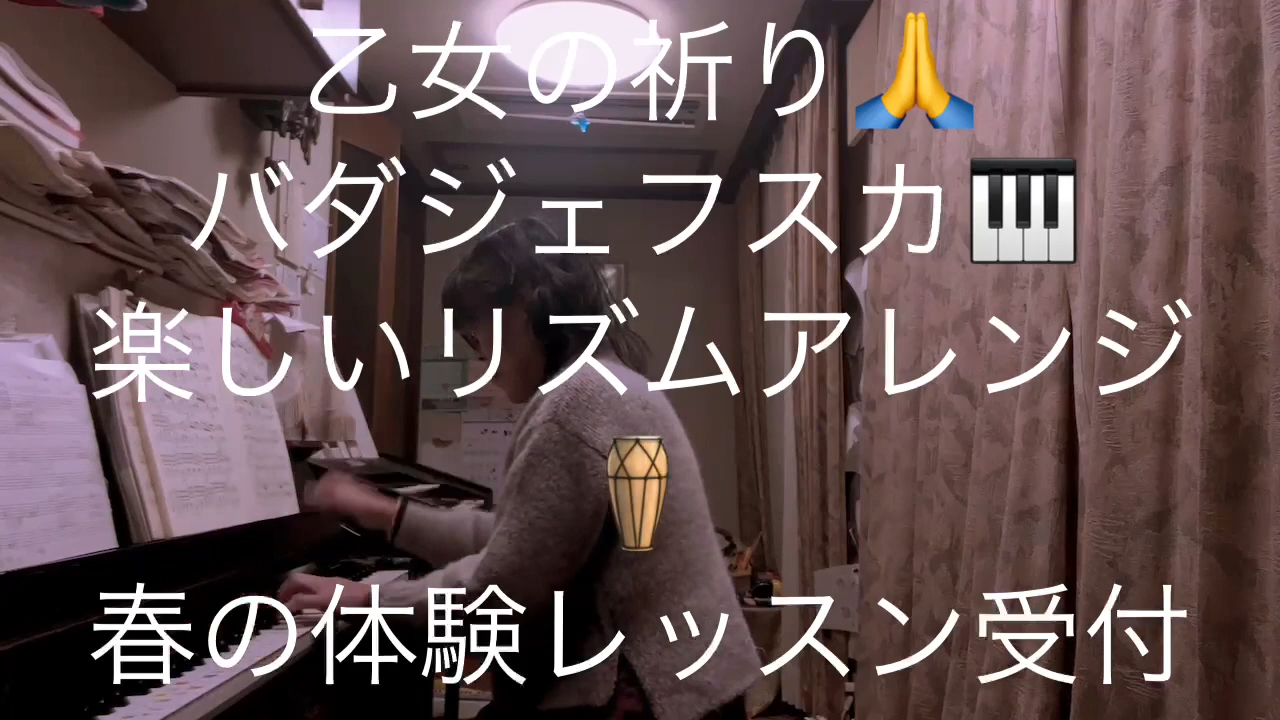 乙女の祈り🙏
バダジェフスカ🎹
楽しいリズムアレンジ
🪘
春の体験レッスン受付